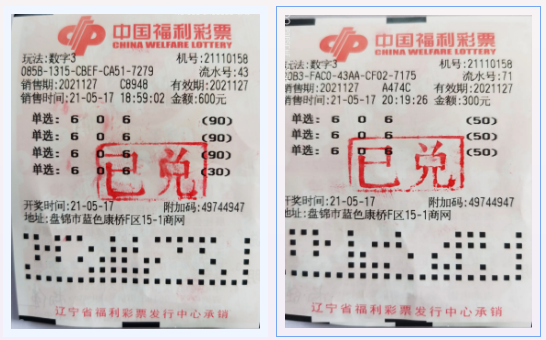 中国福利彩票
CHINA WELFARE LOTTERY
玩法:数字3 机号:21110158
085B-1315-CBEF-CA51-7279 流水号:43
销售期:2021127 C8948 有效期:2021127
销售时间:21-05-17 18:59:02 金额:600元
单选: 6 0 6 (90)
单选: 6 0 6 (90)
单选: 6 0 6 (90)
单选: 6 0 6 (30)
已兑
开奖时间:21-05-17 附加码:49744947
地址:盘锦市蓝色康桥F区15-1商网
辽宁省福利彩票发行中心承销
中国福利彩票
CHINA WELFARE LOTTERY
玩法:数字3 机号:21110158
20B3-FAC0-43AA-CF02-7175 流水号:71
销售期:2021127 A474C 有效期:2021127
销售时间:21-05-17 20:19:26 金额:300元
单选: 6 0 6 (50)
单选: 6 0 6 (50)
单选: 6 0 6 (50)
已兑
开奖时间:21-05-17 附加码:49744947
地址:盘锦市蓝色康桥F区15-1商网
辽宁省福利彩票发行中心承销